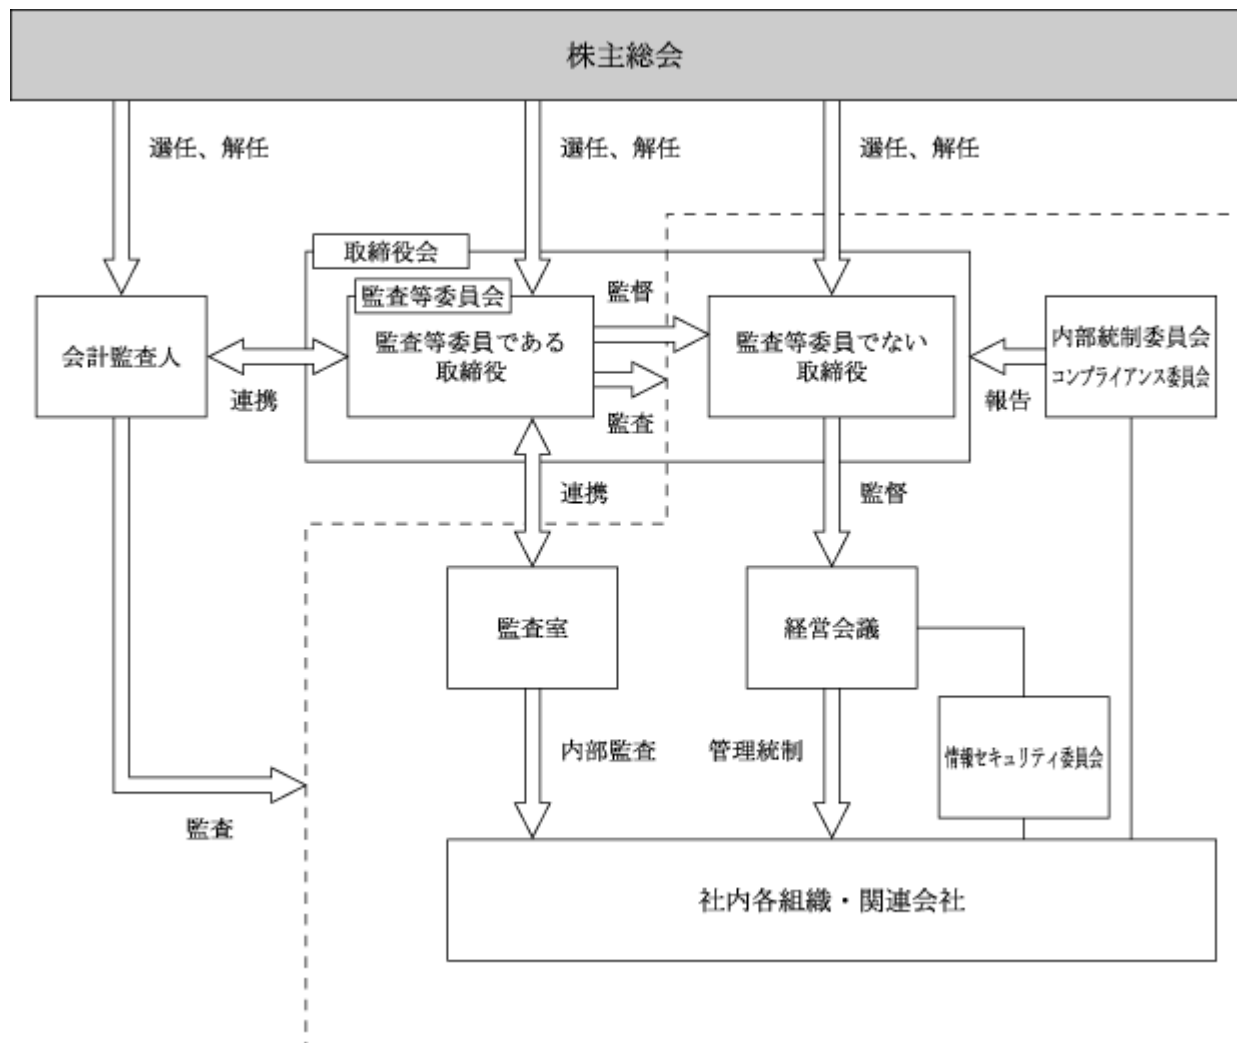 株主総会
選任、解任
選任、解任
選任、解任
取締役会
監査等委員会
監督
会計監査人
監査等委員である
取締役
監査等委員でない
取締役
内部統制委員会
コンプライアンス委員会
連携
監査
報告
連携
監督
監査室
経営会議
内部監査
管理統制
情報セキュリティ委員会
監査
社内各組織・関連会社